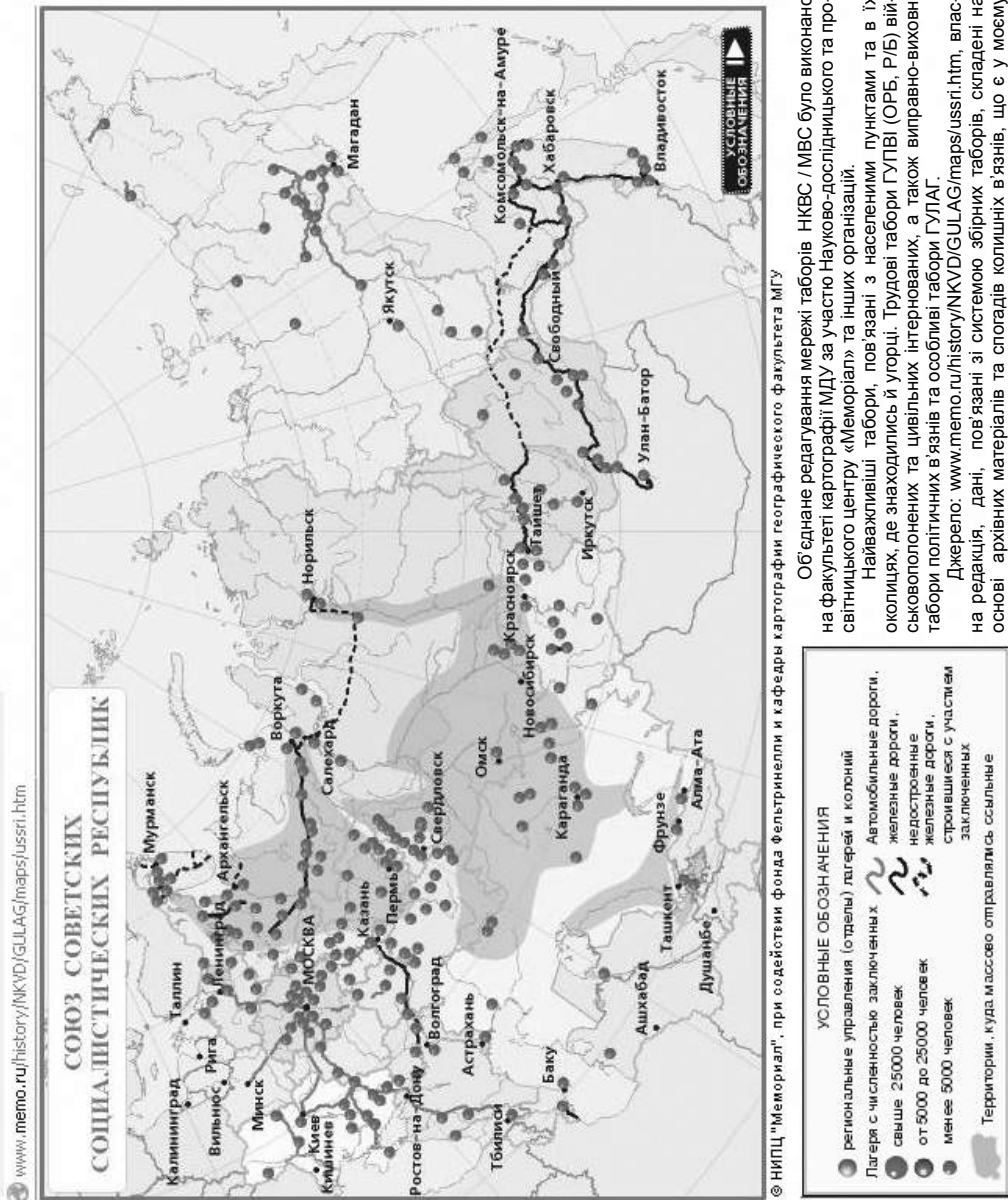 www.memo.ru/history/NKVD/GULAG/maps/ussri.htm
СОЮЗ СОВЕТСКИХ
СОЦИАЛИСТИЧЕСКИХ РЕСПУБЛИК
Мурманск
Калининград
Таллин
Рига
Вильнюс
Ленинград
Архангельск
Воркута
Салехард
Норильск
Магадан
Минск
Киев
Кишинев
МОСКВА
Казань
Пермь
Свердловск
Якутск
Ростов-на-Дону
Волгоград
Астрахань
Тбилиси
Баку
Омск
Новосибирск
Красноярск
Тайшет
Иркутск
Свободный
Комсомольск-на-Амуре
Хабаровск
Владивосток
Улан-Батор
Караганда
Фрунзе
Алма-Ата
Ташкент
Душанбе
Ашхабад
УСЛОВНЫЕ
ОБОЗНАЧЕНИЯ
© НИПЦ "Мемориал", при содействии фонда Фельтринелли и кафедры картографии географического факультета МГУ
УСЛОВНЫЕ ОБОЗНАЧЕНИЯ
региональные управления (отделы) лагерей и колоний
Лагеря с численностью заключенных
свыше 25000 человек
от 5000 до 25000 человек
менее 5000 человек
Автомобильные дороги,
железные дороги,
недостроенные
железные дороги,
строившиеся с участием
заключенных
Территории, куда массово отправлялись ссыльные
Об'єднане редагування мережі таборів НКВС / МВС було виконано
на факультеті картографії МДУ за участю Науково-дослідницького та про-
світницького центру «Меморіал» та інших організацій.
Найважливіші табори, пов'язані з населеними пунктами та в їх
околицях, де знаходились й угорці. Трудові табори ГУПВІ (ОРБ, Р/Б) вій-
ськовополонених та цивільних інтернованих, а також виправно-виховні
табори політичних в'язнів та особливі табори ГУЛАГ.
Джерело: www.memo.ru/history/NKVD/GULAG/maps/ussri.htm, влас-
на редакція, дані, пов'язані зі системою збірних таборів, складені на
основі архівних матеріалів та спогадів колишніх в'язнів, що є у моєму